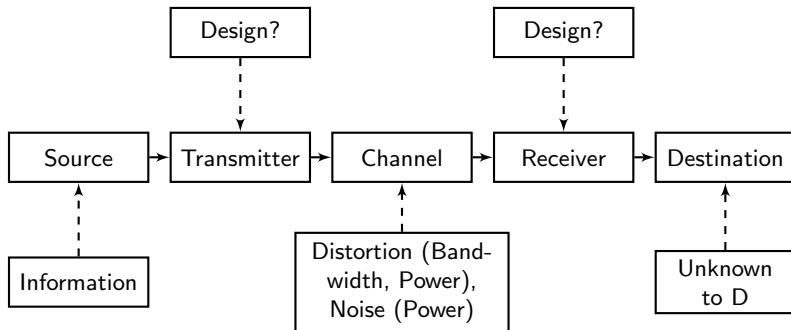 Design?
Design?
Source
Transmitter
Channel
Receiver
Destination
Information
Distortion (Band-
width, Power),
Noise (Power)
Unknown
to D